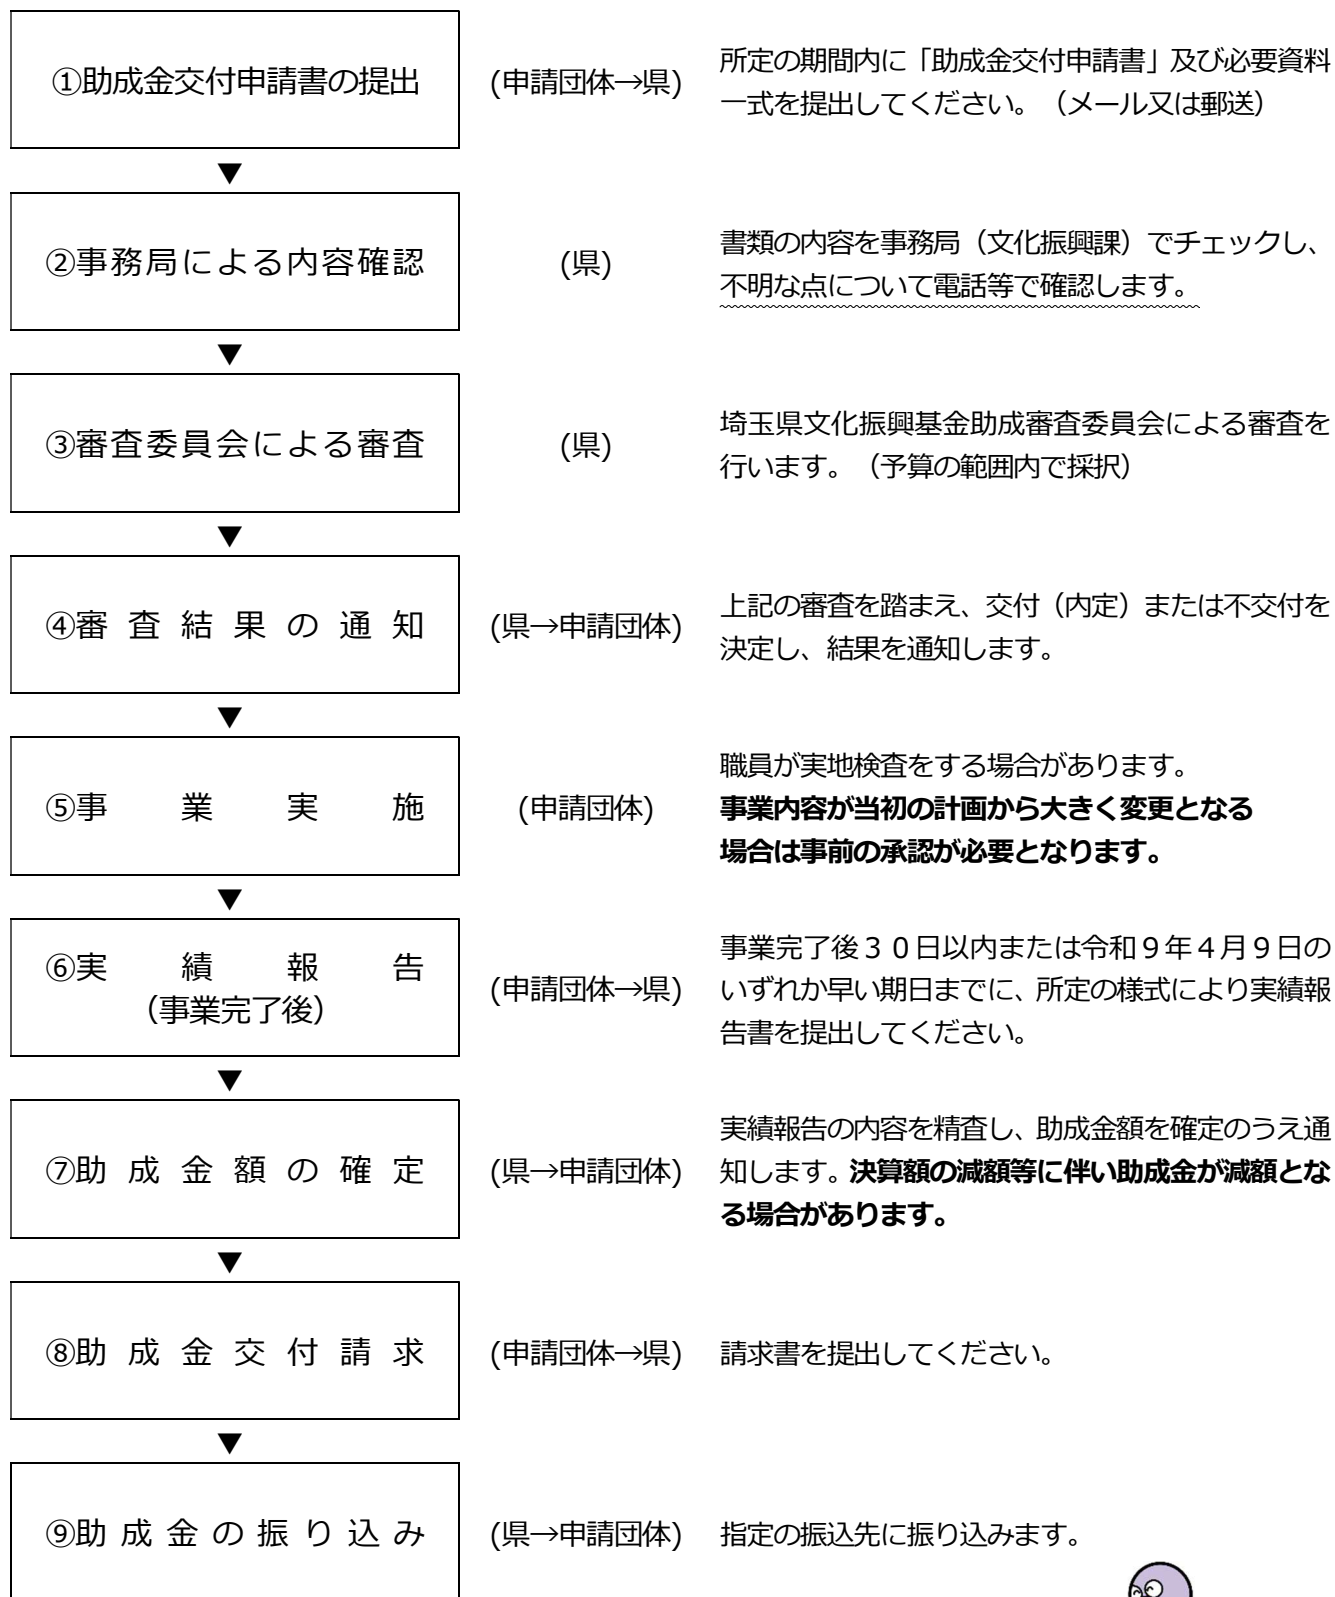 ①助成金交付申請書の提出
(申請団体→県)
所定の期間内に「助成金交付申請書」及び必要資料
一式を提出してください。（メール又は郵送）
▼
②事務局による内容確認
(県)
書類の内容を事務局（文化振興課）でチェックし、
不明な点について電話等で確認します。
▼
③審査委員会による審査
(県)
埼玉県文化振興基金助成審査委員会による審査を
行います。（予算の範囲内で採択）
▼
④審査結果の通知
(県→申請団体)
上記の審査を踏まえ、交付（内定）または不交付を
決定し、結果を通知します。
▼
⑤事業実施
(申請団体)
職員が実地検査をする場合があります。
事業内容が当初の計画から大きく変更となる
場合は事前の承認が必要となります。
▼
⑥実績報告
（事業完了後）
(申請団体→県)
事業完了後３０日以内または令和９年４月９日の
いずれか早い期日までに、所定の様式により実績報
告書を提出してください。
▼
⑦助成金額の確定
(県→申請団体)
実績報告の内容を精査し、助成金額を確定のうえ通
知します。決算額の減額等に伴い助成金が減額とな
る場合があります。
▼
⑧助成金交付請求
(申請団体→県)
請求書を提出してください。
▼
⑨助成金の振り込み
(県→申請団体)
指定の振込先に振り込みます。